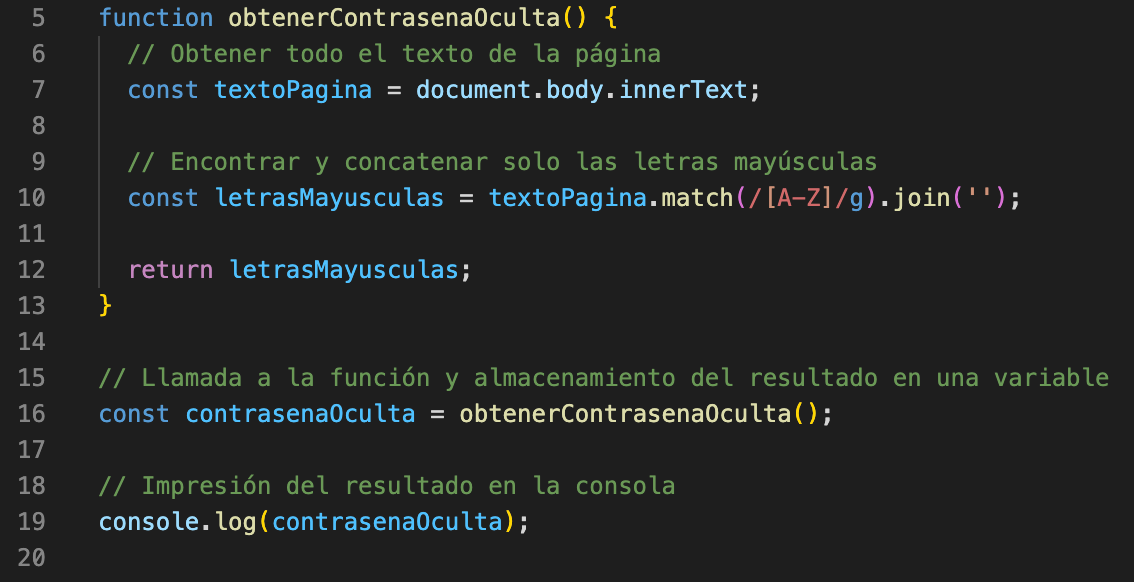 5 function obtenerContrasenaOculta() {
6 // Obtener todo el texto de la página
7 const textoPagina = document.body.innerText;
8
9 // Encontrar y concatenar solo las letras mayúsculas
10 const letrasMayusculas = textoPagina.match(/[A-Z]/g).join('');
11
12 return letrasMayusculas;
13 }
14
15 // Llamada a la función y almacenamiento del resultado en una variable
16 const contrasenaOculta = obtenerContrasenaOculta();
17
18 // Impresión del resultado en la consola
19 console.log(contrasenaOculta);
20